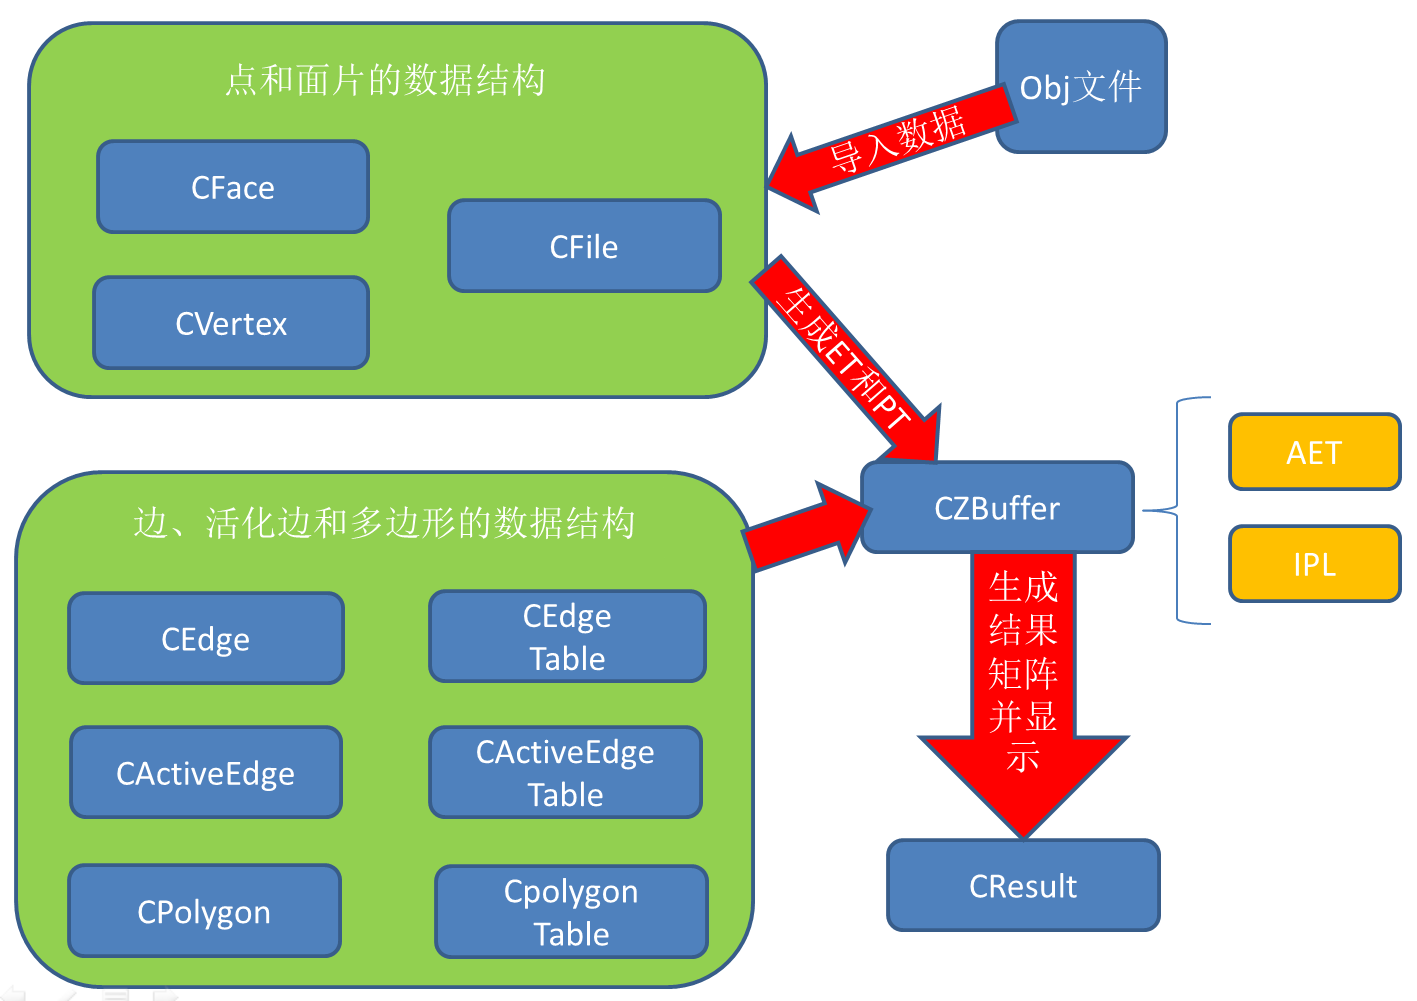 点和面片的数据结构
CFace
CFile
CVertex
Obj文件
导入数据
生成ET和PT
CZBuffer
AET
IPL
边、活化边和多边形的数据结构
CEdge
CEdge
Table
CActiveEdge
CActiveEdge
Table
CPolygon
Cpolygon
Table
生成
结果
矩阵
并显
示
CResult